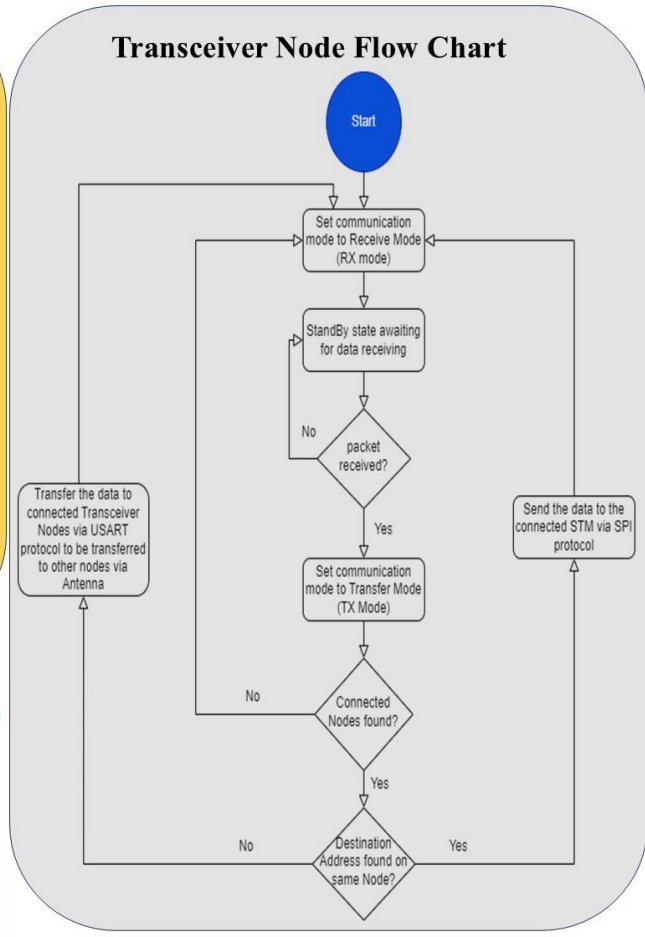 Transceiver Node Flow Chart
Start
Set communication
mode to Receive Mode
(RX mode)
StandBy state awaiting
for data receiving
No
packet
received?
Yes
Transfer the data to
connected Transceiver
Nodes via USART
protocol to be transferred
to other nodes via
Antenna
Send the data to the
connected STM via SPI
protocol
Set communication
mode to Transfer Mode
(TX Mode)
No
Connected
Nodes found?
Yes
No
Destination
Address found on
same Node?
Yes